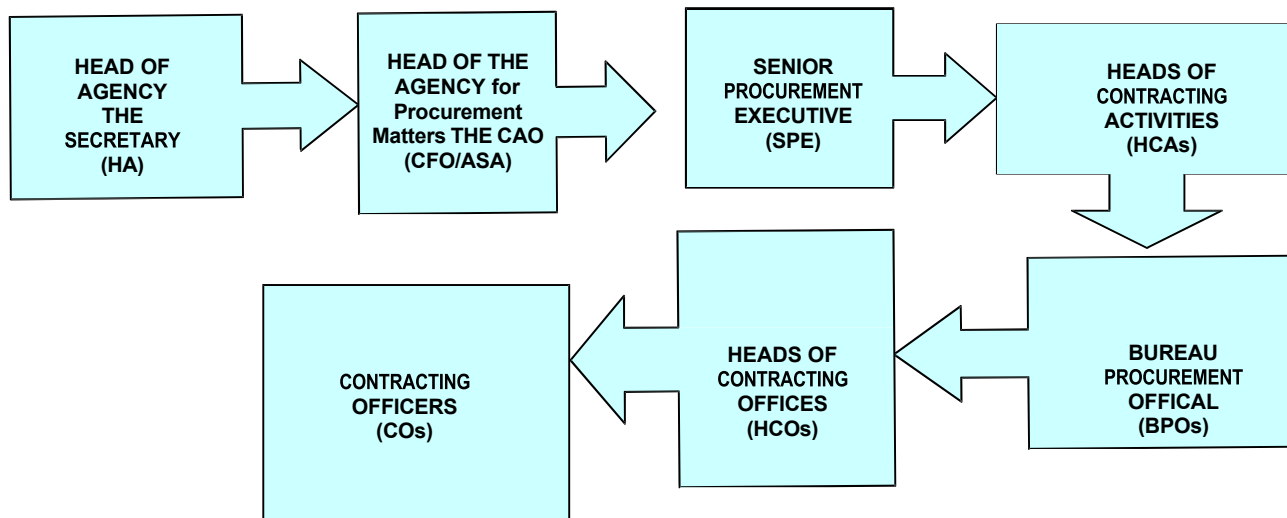 HEAD OF
AGENCY
THE
SECRETARY
(HA)
HEAD OF THE
AGENCY for
Procurement
Matters THE CAO
(CFO/ASA)
SENIOR
PROCUREMENT
EXECUTIVE
(SPE)
HEADS OF
CONTRACTING
ACTIVITIES
(HCAs)
BUREAU
PROCUREMENT
OFFICAL
(BPOs)
HEADS OF
CONTRACTING
OFFICES
(HCOs)
CONTRACTING
OFFICERS
(COs)